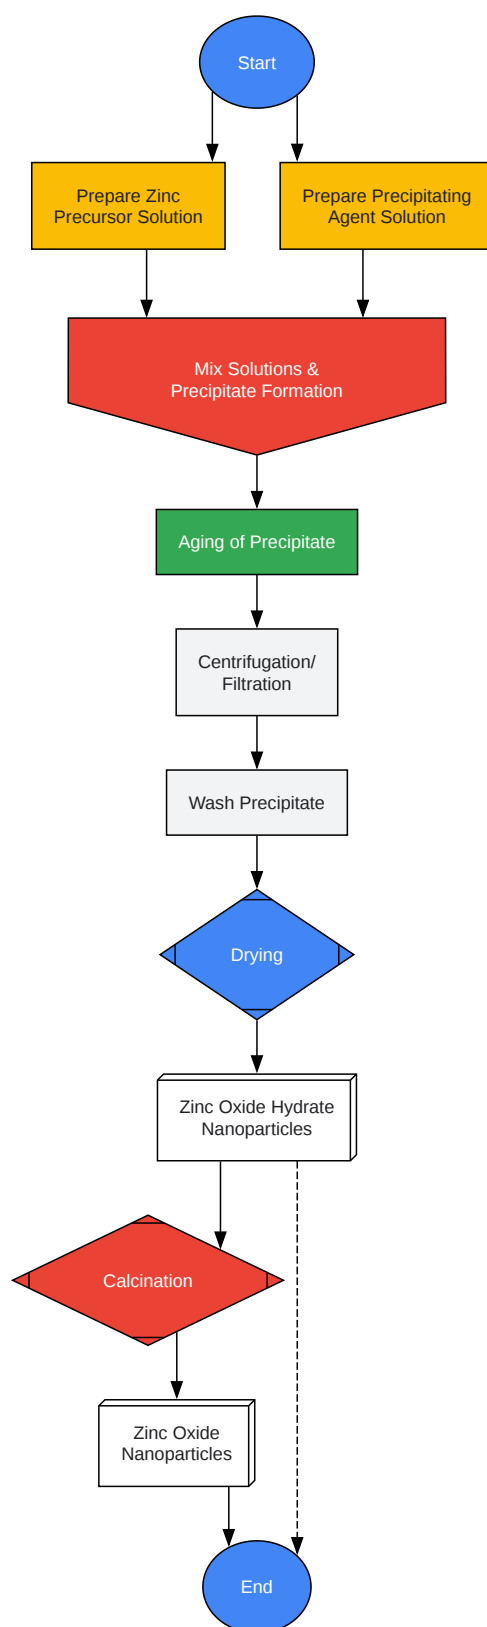 Start
Prepare Zinc
Precursor Solution
Prepare Precipitating
Agent Solution
Mix Solutions &
Precipitate Formation
Aging of Precipitate
Centrifugation/
Filtration
Wash Precipitate
Drying
Zinc Oxide Hydrate
Nanoparticles
Calcination
Zinc Oxide
Nanoparticles
End